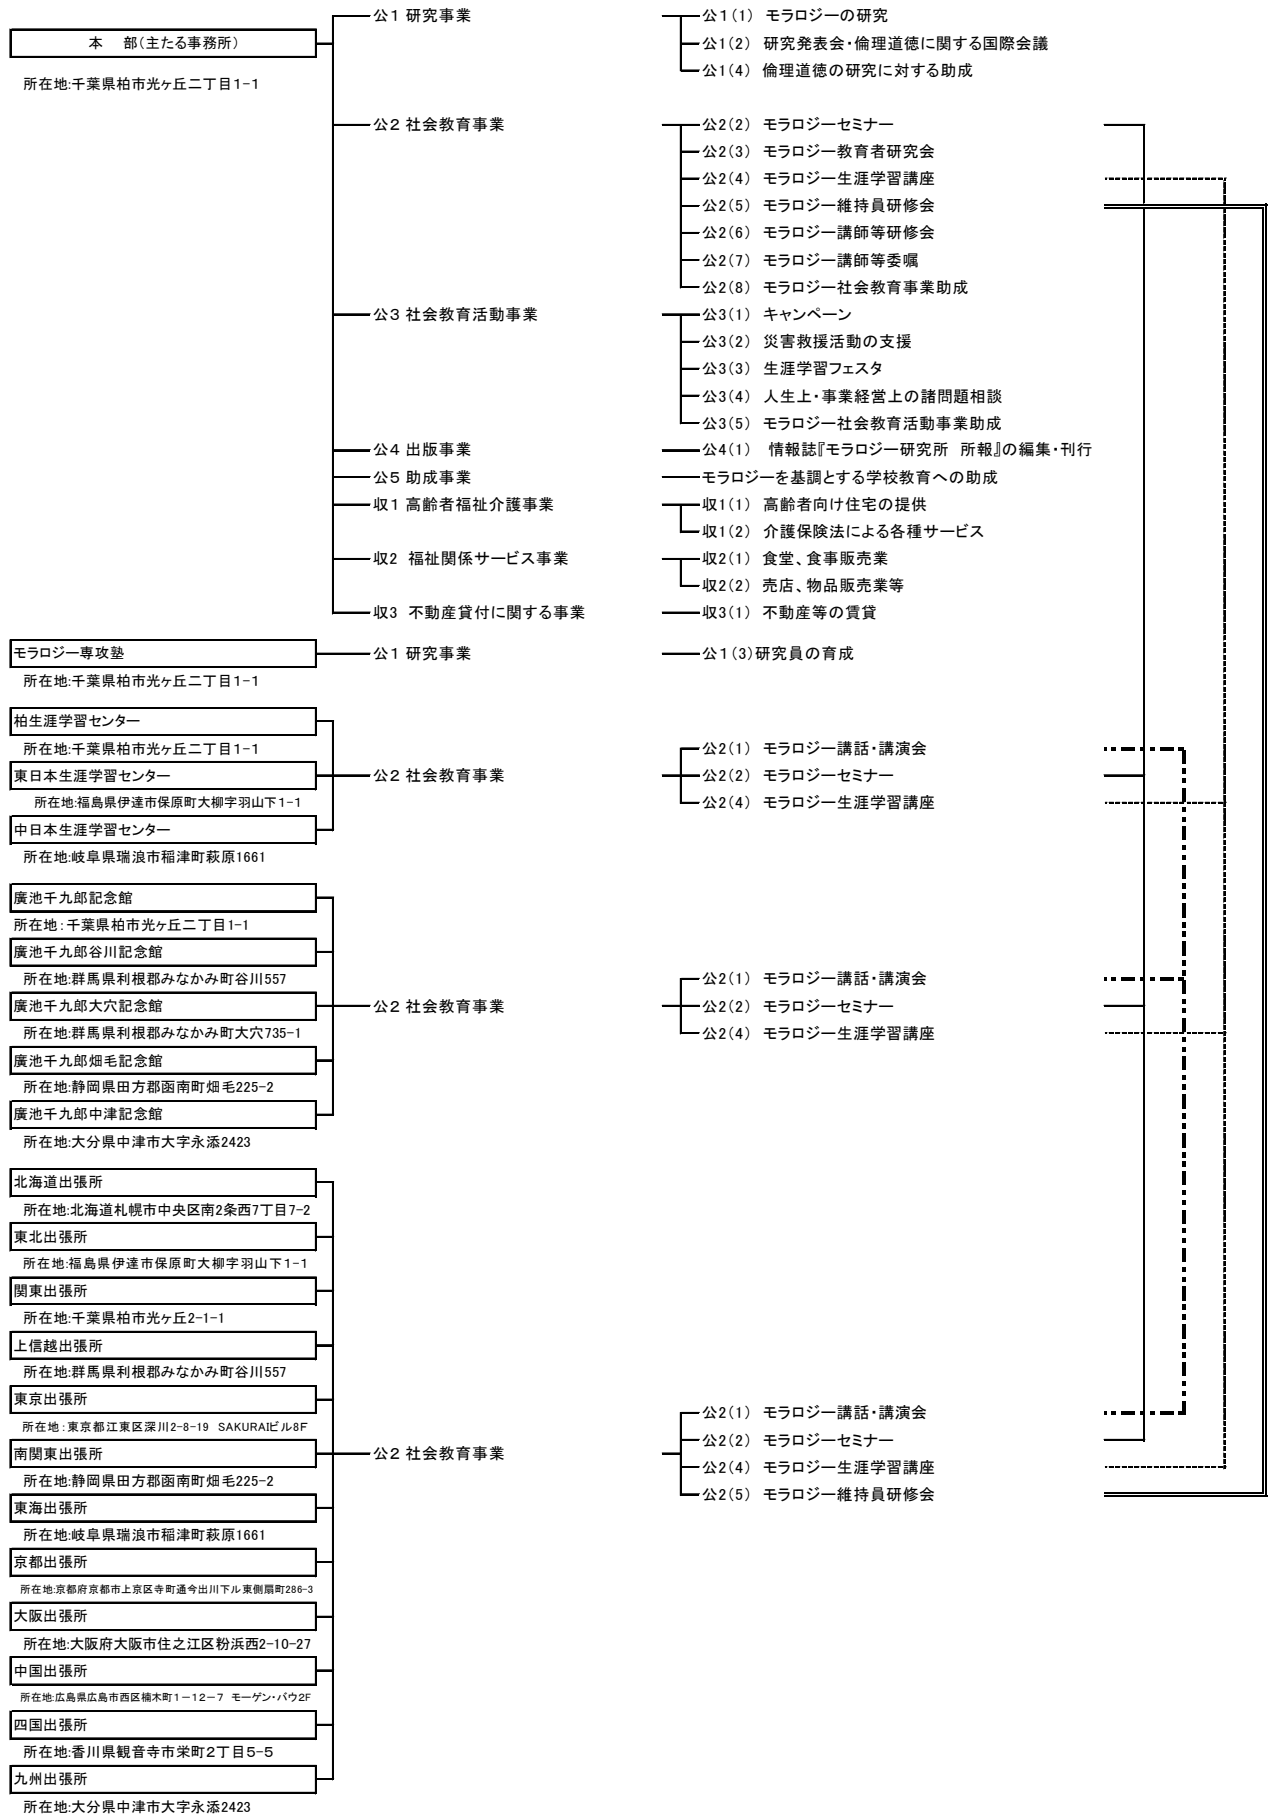 公1 研究事業
公1(1) モラロジーの研究
本　部(主たる事務所)
公1(2) 研究発表会・倫理道徳に関する国際会議
公1(4) 倫理道徳の研究に対する助成
所在地:千葉県柏市光ヶ丘二丁目1-1
公2 社会教育事業
公2(2) モラロジーセミナー
公2(3) モラロジー教育者研究会
公2(4) モラロジー生涯学習講座
公2(5) モラロジー維持員研修会
公2(6) モラロジー講師等研修会
公2(7) モラロジー講師等委嘱
公2(8) モラロジー社会教育事業助成
公3 社会教育活動事業
公3(1) キャンペーン
公3(2) 災害救援活動の支援
公3(3) 生涯学習フェスタ
公3(4) 人生上・事業経営上の諸問題相談
公3(5) モラロジー社会教育活動事業助成
公4 出版事業
公4(1) 情報誌『モラロジー研究所 所報』の編集・刊行
公5 助成事業
モラロジーを基調とする学校教育への助成
収1 高齢者福祉介護事業
収1(1) 高齢者向け住宅の提供
収1(2) 介護保険法による各種サービス
収2 福祉関係サービス事業
収2(1) 食堂、食事販売業
収2(2) 売店、物品販売業等
収3 不動産貸付に関する事業
収3(1) 不動産等の賃貸
モラロジー専攻塾
公1 研究事業
公1(3)研究員の育成
所在地:千葉県柏市光ヶ丘二丁目1-1
柏生涯学習センター
所在地:千葉県柏市光ヶ丘二丁目1-1
公2(1) モラロジー講話・講演会
東日本生涯学習センター
公2 社会教育事業
公2(2) モラロジーセミナー
所在地:福島県伊達市保原町大柳字羽山下1-1
公2(4) モラロジー生涯学習講座
中日本生涯学習センター
所在地:岐阜県瑞浪市稲津町萩原1661
廣池千九郎記念館
所在地:千葉県柏市光ヶ丘二丁目1-1
廣池千九郎谷川記念館
所在地:群馬県利根郡みなかみ町谷川557
公2(1) モラロジー講話・講演会
廣池千九郎大穴記念館
公2 社会教育事業
公2(2) モラロジーセミナー
所在地:群馬県利根郡みなかみ町大穴735-1
公2(4) モラロジー生涯学習講座
廣池千九郎畑毛記念館
所在地:静岡県田方郡函南町畑毛225-2
廣池千九郎中津記念館
所在地:大分県中津市大字永添2423
北海道出張所
所在地:北海道札幌市中央区南2条西7丁目7-2
東北出張所
所在地:福島県伊達市保原町大柳字羽山下1-1
関東出張所
所在地:千葉県柏市光ヶ丘2-1-1
上信越出張所
所在地:群馬県利根郡みなかみ町谷川557
東京出張所
公2(1) モラロジー講話・講演会
所在地:東京都江東区深川2-8-19 SAKURAIビル8F
公2(2) モラロジーセミナー
南関東出張所
公2 社会教育事業
公2(4) モラロジー生涯学習講座
所在地:静岡県田方郡函南町畑毛225-2
公2(5) モラロジー維持員研修会
東海出張所
所在地:岐阜県瑞浪市稲津町萩原1661
京都出張所
所在地:京都府京都市上京区寺町通今出川下ル東側扇町286-3
大阪出張所
所在地:大阪府大阪市住之江区粉浜西2-10-27
中国出張所
所在地:広島県広島市西区楠木町1-12-7 モーゲン・バウ2F
四国出張所
所在地:香川県観音寺市栄町2丁目5-5
九州出張所
所在地:大分県中津市大字永添2423